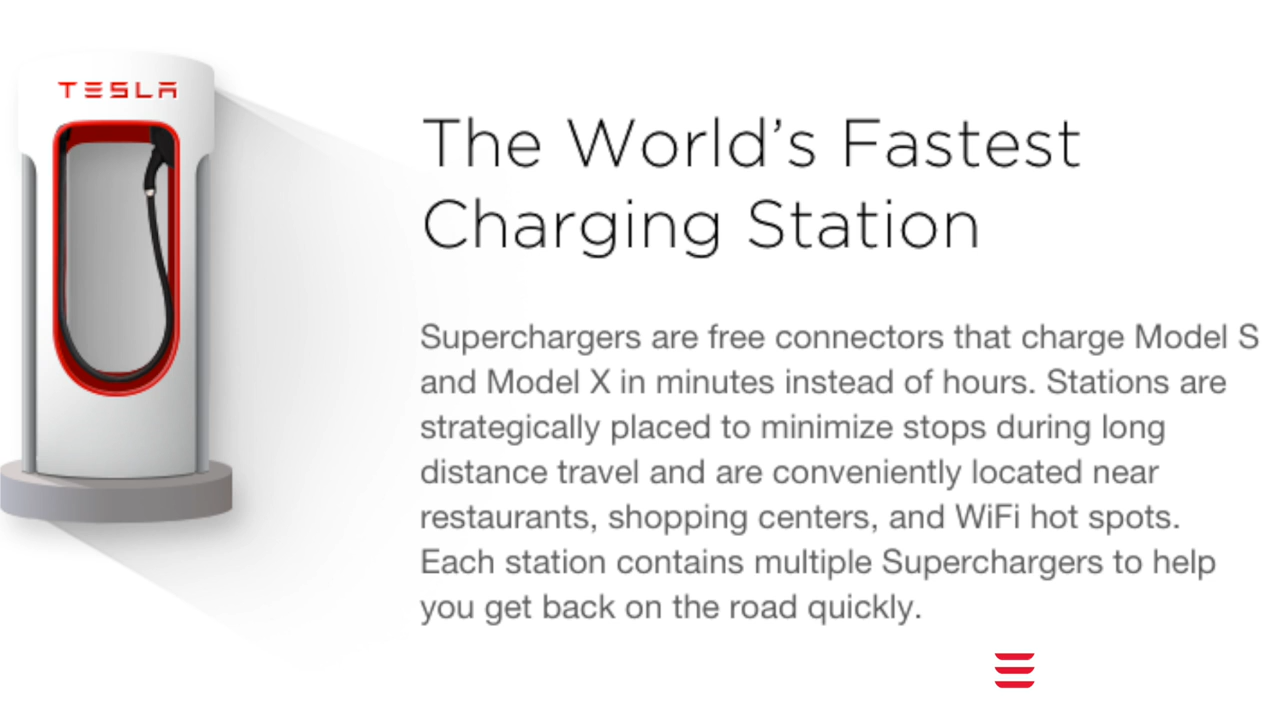 TESLA
The World's Fastest
Charging Station
Superchargers are free connectors that charge Model S
and Model X in minutes instead of hours. Stations are
strategically placed to minimize stops during long
distance travel and are conveniently located near
restaurants, shopping centers, and WiFi hot spots.
Each station contains multiple Superchargers to help
you get back on the road quickly.